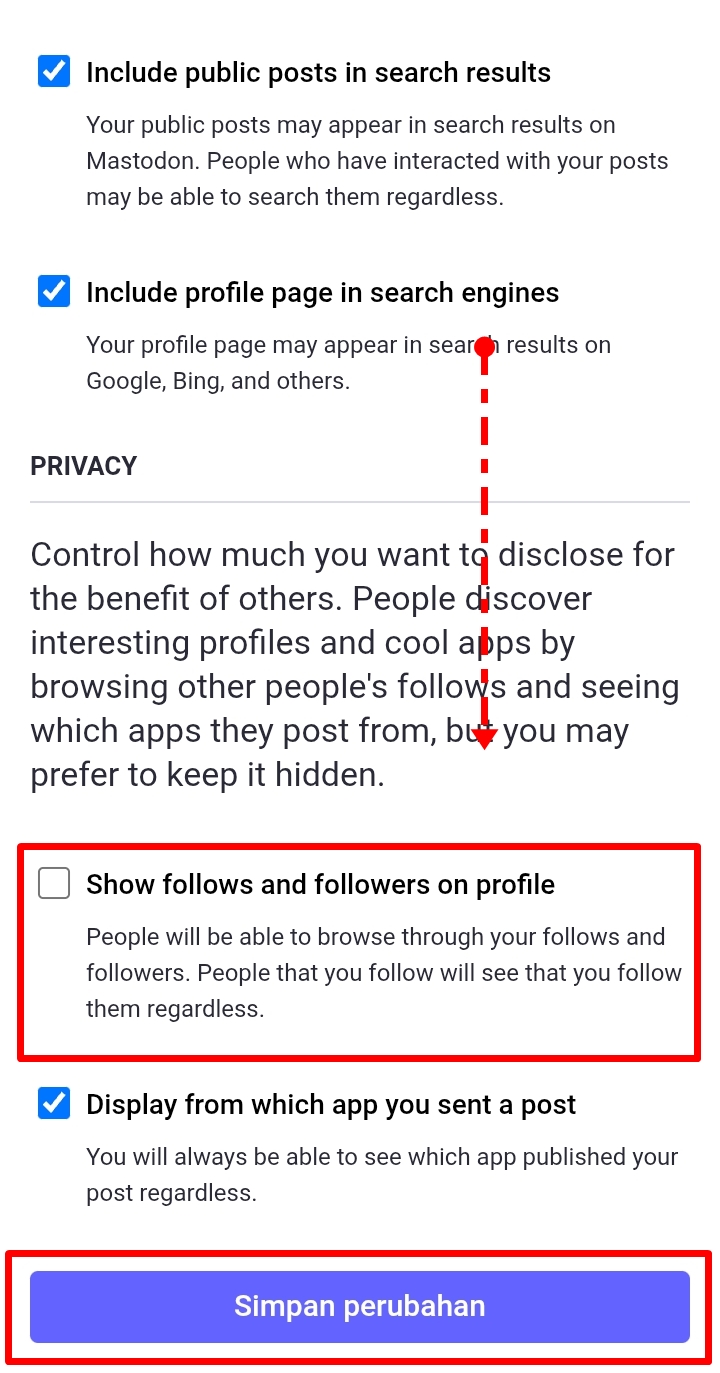 Include public posts in search results
Your public posts may appear in search results on
Mastodon. People who have interacted with your posts
may be able to search them regardless.
Include profile page in search engines
Your profile page may appear in search results on
Google, Bing, and others.
PRIVACY
Control how much you want to disclose for
the benefit of others. People discover
interesting profiles and cool apps by
browsing other people's follows and seeing
which apps they post from, but you may
prefer to keep it hidden.
Show follows and followers on profile
People will be able to browse through your follows and
followers. People that you follow will see that you follow
them regardless.
Display from which app you sent a post
You will always be able to see which app published your
post regardless.
Simpan perubahan